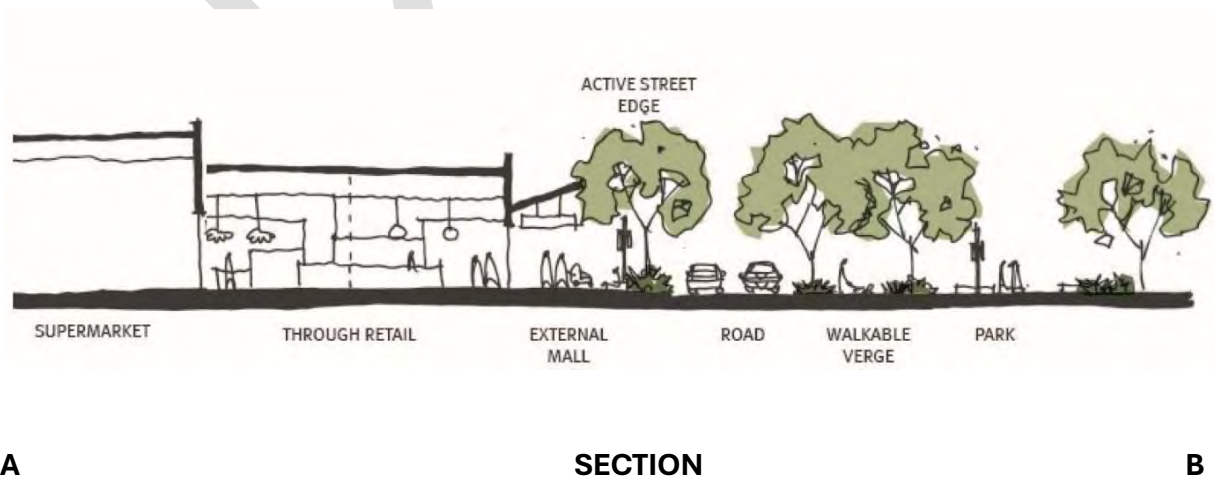 ACTIVE STREET
EDGE
SUPERMARKET
THROUGH RETAIL
EXTERNAL
MALL
ROAD
WALKABLE
VERGE
PARK
A
SECTION
B